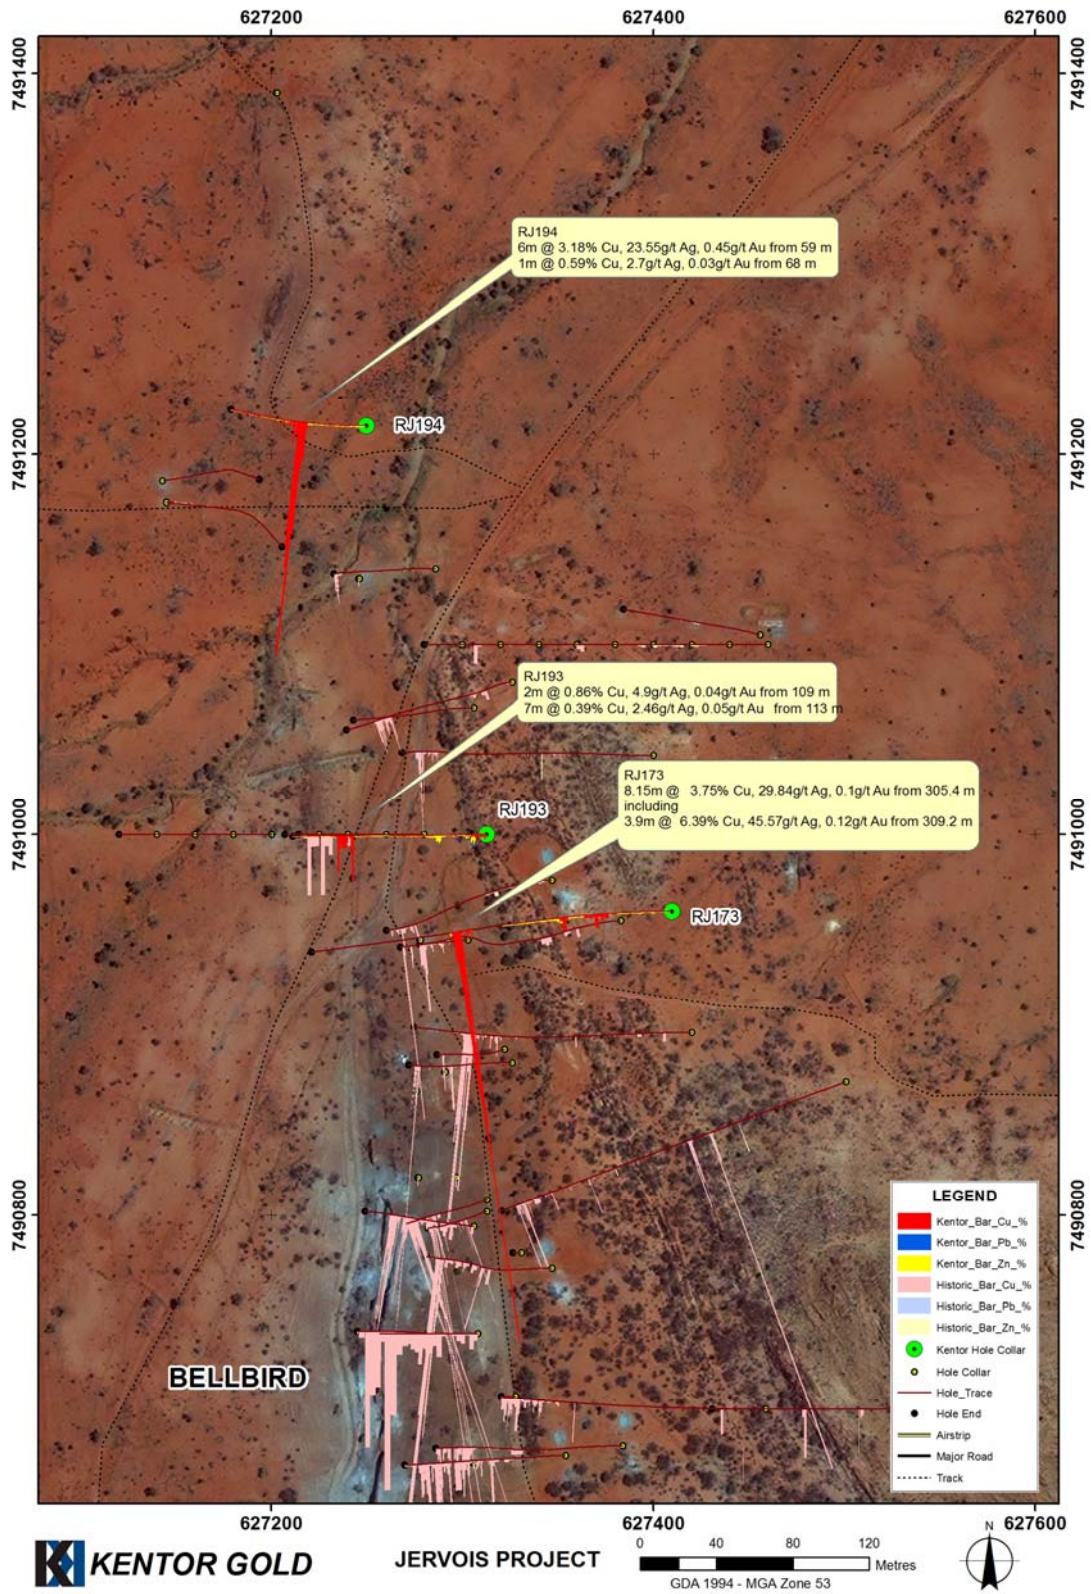 627200 627400 627600
7491400 7491400
RJ194
6m @ 3.18% Cu, 23.55g/t Ag, 0.45g/t Au from 59 m
1m @ 0.59% Cu, 2.7g/t Ag, 0.03g/t Au from 68 m
RJ194
7491200 7491200
RJ193
2m @ 0.86% Cu, 4.9g/t Ag, 0.04g/t Au from 109 m
7m @ 0.39% Cu, 2.46g/t Ag, 0.05g/t Au from 113 m
RJ173
8.15m @ 3.75% Cu, 29.84g/t Ag, 0.1g/t Au from 305.4 m
including
3.9m @ 6.39% Cu, 45.57g/t Ag, 0.12g/t Au from 309.2 m
RJ193
7491000 7491000
RJ173
7490800 7490800
LEGEND
Kentor_Bar_Cu_%
Kentor_Bar_Pb_%
Kentor_Bar_Zn_%
Historic_Bar_Cu_%
Historic_Bar_Pb_%
Historic_Bar_Zn_%
Kentor Hole Collar
Hole Collar
Hole_Trace
Hole End
Airstrip
Major Road
Track
BELLBIRD
627200 627400 627600
KENTOR GOLD
JERVOIS PROJECT
0 40 80 120
Metres
GDA 1994 - MGA Zone 53
N